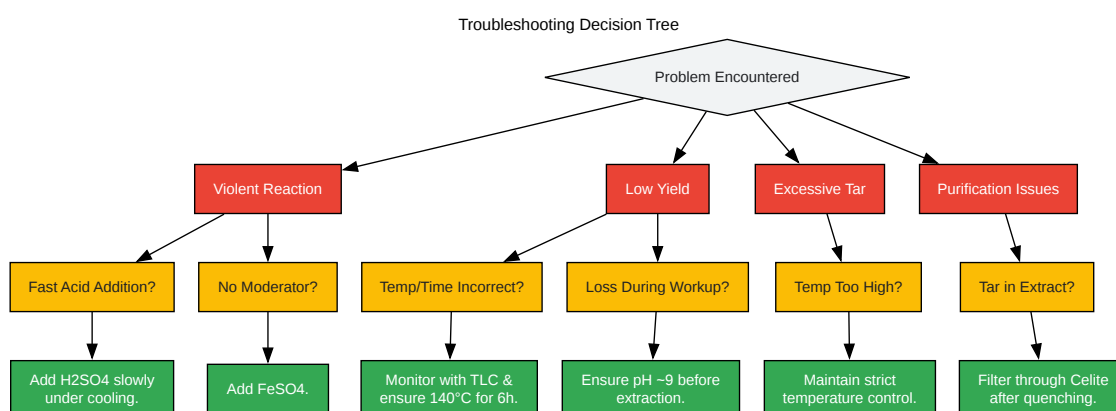 Troubleshooting Decision Tree
Problem Encountered
Violent Reaction
Low Yield
Excessive Tar
Purification Issues
Fast Acid Addition?
No Moderator?
Temp/Time Incorrect?
Loss During Workup?
Temp Too High?
Tar in Extract?
Add H2SO4 slowly
under cooling.
Add FeSO4.
Monitor with TLC &
ensure 140°C for 6h.
Ensure pH ~9 before
extraction.
Maintain strict
temperature control.
Filter through Celite
after quenching.